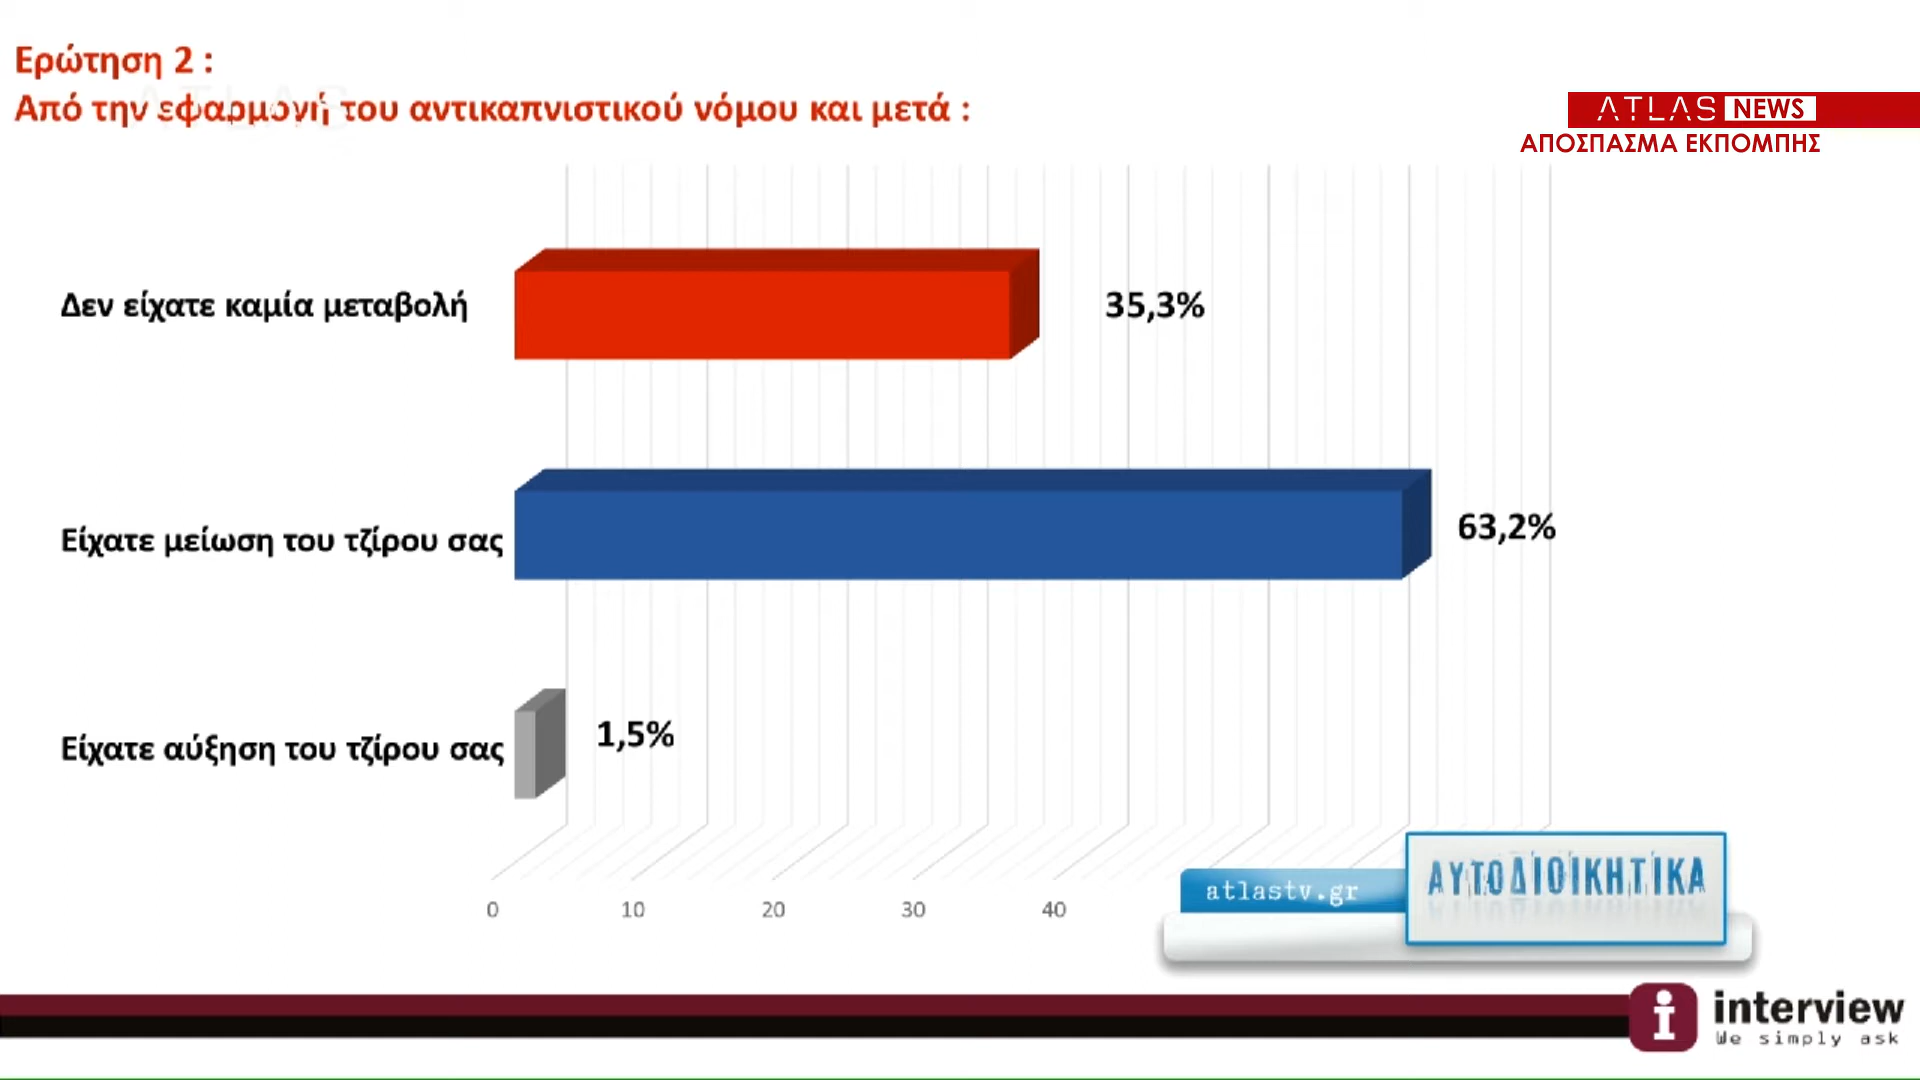 Ερώτηση 2 :
Από την εφαρμονή του αντικαπνιστικού νόμου και μετά :
ATLAS
ATLAS NEWS
ΑΠΟΣΠΑΣΜΑ ΕΚΠΟΜΠΗΣ
Δεν είχατε καμία μεταβολή
35,3%
Είχατε μείωση του τζίρου σας
63,2%
Είχατε αύξηση του τζίρου σας
1,5%
0 10 20 30 40
atlastv.gr
ΑΥΤΟΔΙΟΙΚΗΤΙΚΑ
interview
We simply ask